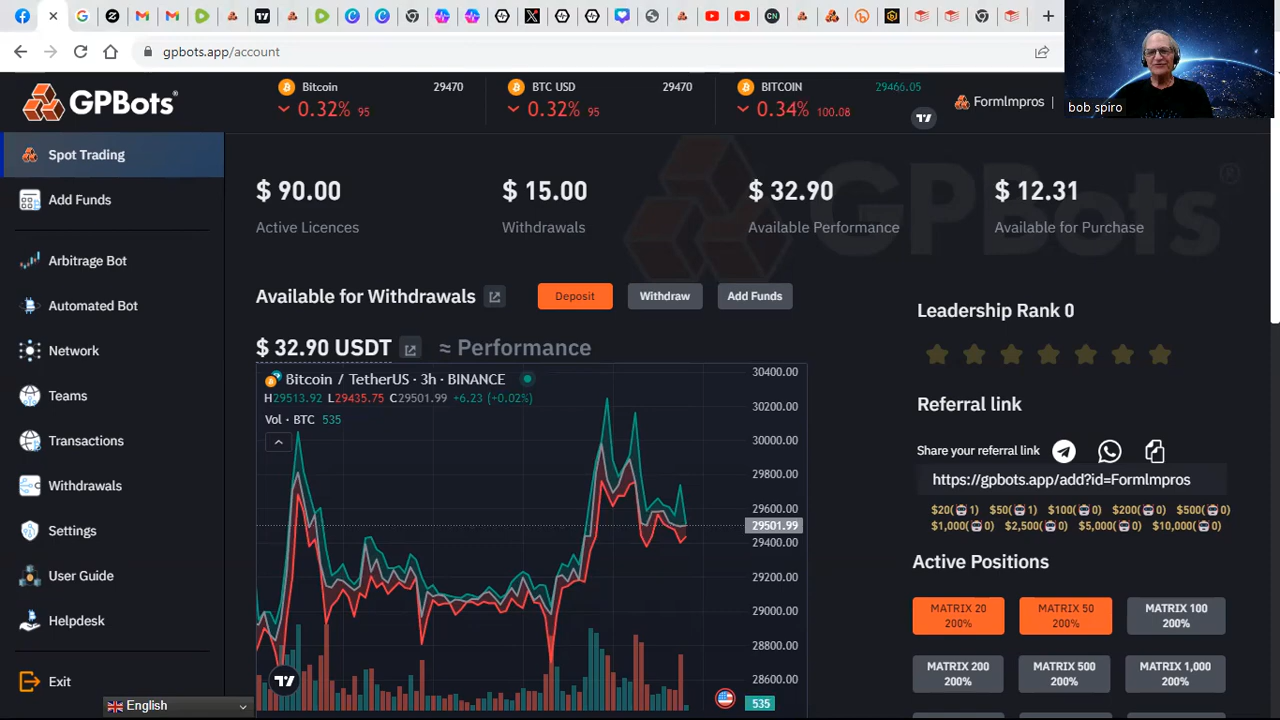 gpbots.app/account
bob spiro
GPBots®
Bitcoin 29470
0.32% 95
BTC USD 29470
0.32% 95
BITCOIN 29466.05
0.34% 100.08
Formlmpros |
Spot Trading
Add Funds
Arbitrage Bot
Automated Bot
Network
Teams
Transactions
Withdrawals
Settings
User Guide
Helpdesk
Exit
English
$ 90.00
Active Licences
$ 15.00
Withdrawals
$ 32.90
Available Performance
$ 12.31
Available for Purchase
GPBots®
Available for Withdrawals
Deposit
Withdraw
Add Funds
$ 32.90 USDT ≈ Performance
Bitcoin / TetherUS · 3h · BINANCE
H29513.92 L29435.75 C29501.99 +6.23 (+0.02%)
Vol · BTC 535
30400.00
30200.00
30000.00
29800.00
29600.00
29501.99
29400.00
29200.00
29000.00
28800.00
28600.00
535
Leadership Rank 0
Referral link
Share your referral link
https://gpbots.app/add?id=Formlmpros
$20( 1) $50( 1) $100( 0) $200( 0) $500( 0)
$1,000( 0) $2,500( 0) $5,000( 0) $10,000( 0)
Active Positions
MATRIX 20
200%
MATRIX 50
200%
MATRIX 100
200%
MATRIX 200
200%
MATRIX 500
200%
MATRIX 1,000
200%